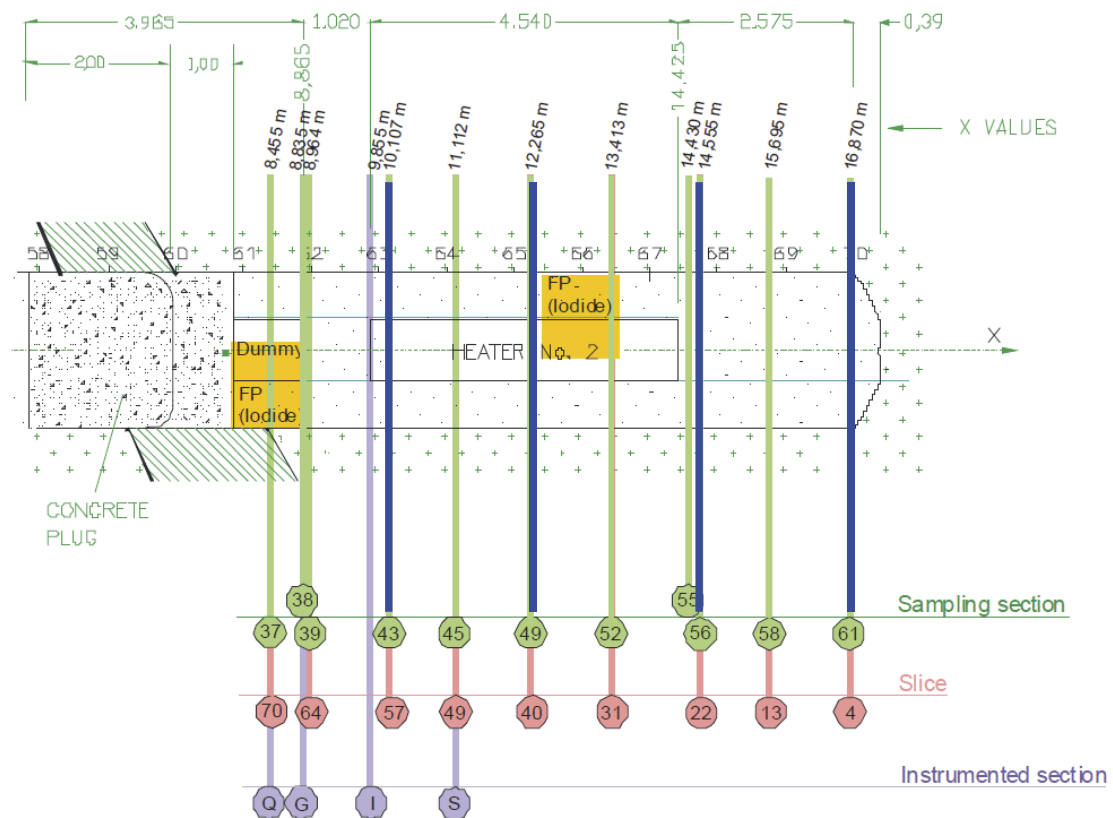 3.965
1.020
4.540
2.575
0,39
2,00
1,00
8,865
14,425
8,455 m
8,835 m
8,964 m
9,855 m
10,107 m
11,112 m
12,265 m
13,413 m
14,430 m
14,555 m
15,695 m
16,870 m
X VALUES
58
59
60
61
62
63
64
65
66
67
68
69
70
FP -
(Iodide)
Dummy
HEATER No. 2
X
FP
(Iodide)
CONCRETE
PLUG
38
55
Sampling section
37
39
43
45
49
52
56
58
61
Slice
70
64
57
49
40
31
22
13
4
Instrumented section
Q
G
I
S